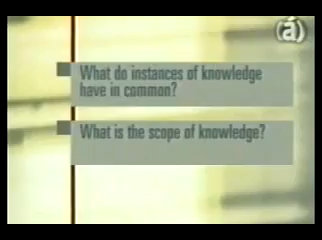 (á)
What do instances of knowledge
have in common?
What is the scope of knowledge?